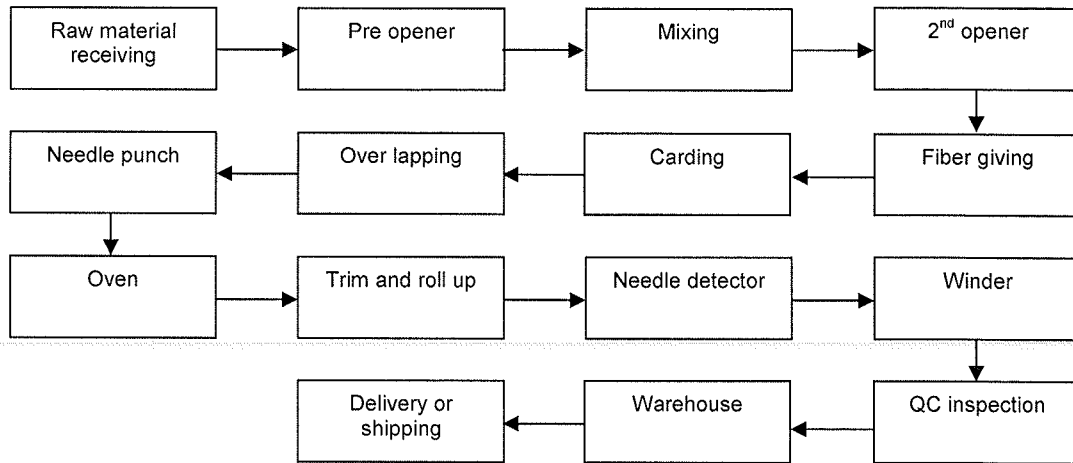 Raw material
receiving
Pre opener
Mixing
2nd opener
Fiber giving
Carding
Over lapping
Needle punch
Oven
Trim and roll up
Needle detector
Winder
QC inspection
Warehouse
Delivery or
shipping